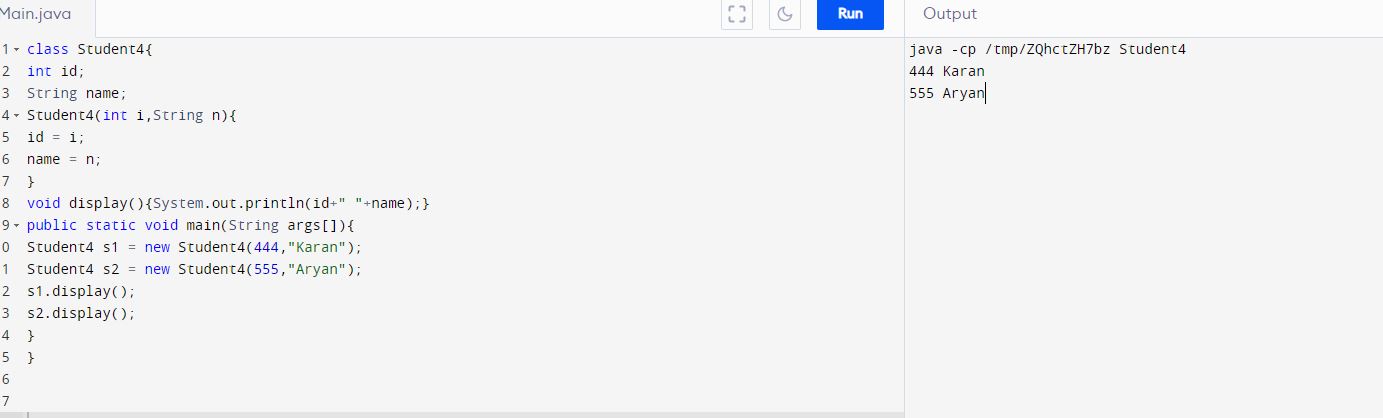 Main.java
Run
Output
1 class Student4{
2 int id;
3 String name;
4 Student4(int i,String n){
5 id = i;
6 name = n;
7 }
8 void display(){System.out.println(id+" "+name);}
9 public static void main(String args[]){
0 Student4 s1 = new Student4(444,"Karan");
1 Student4 s2 = new Student4(555,"Aryan");
2 s1.display();
3 s2.display();
4 }
5 }
6
7
java -cp /tmp/ZQhctZH7bz Student4
444 Karan
555 Aryan